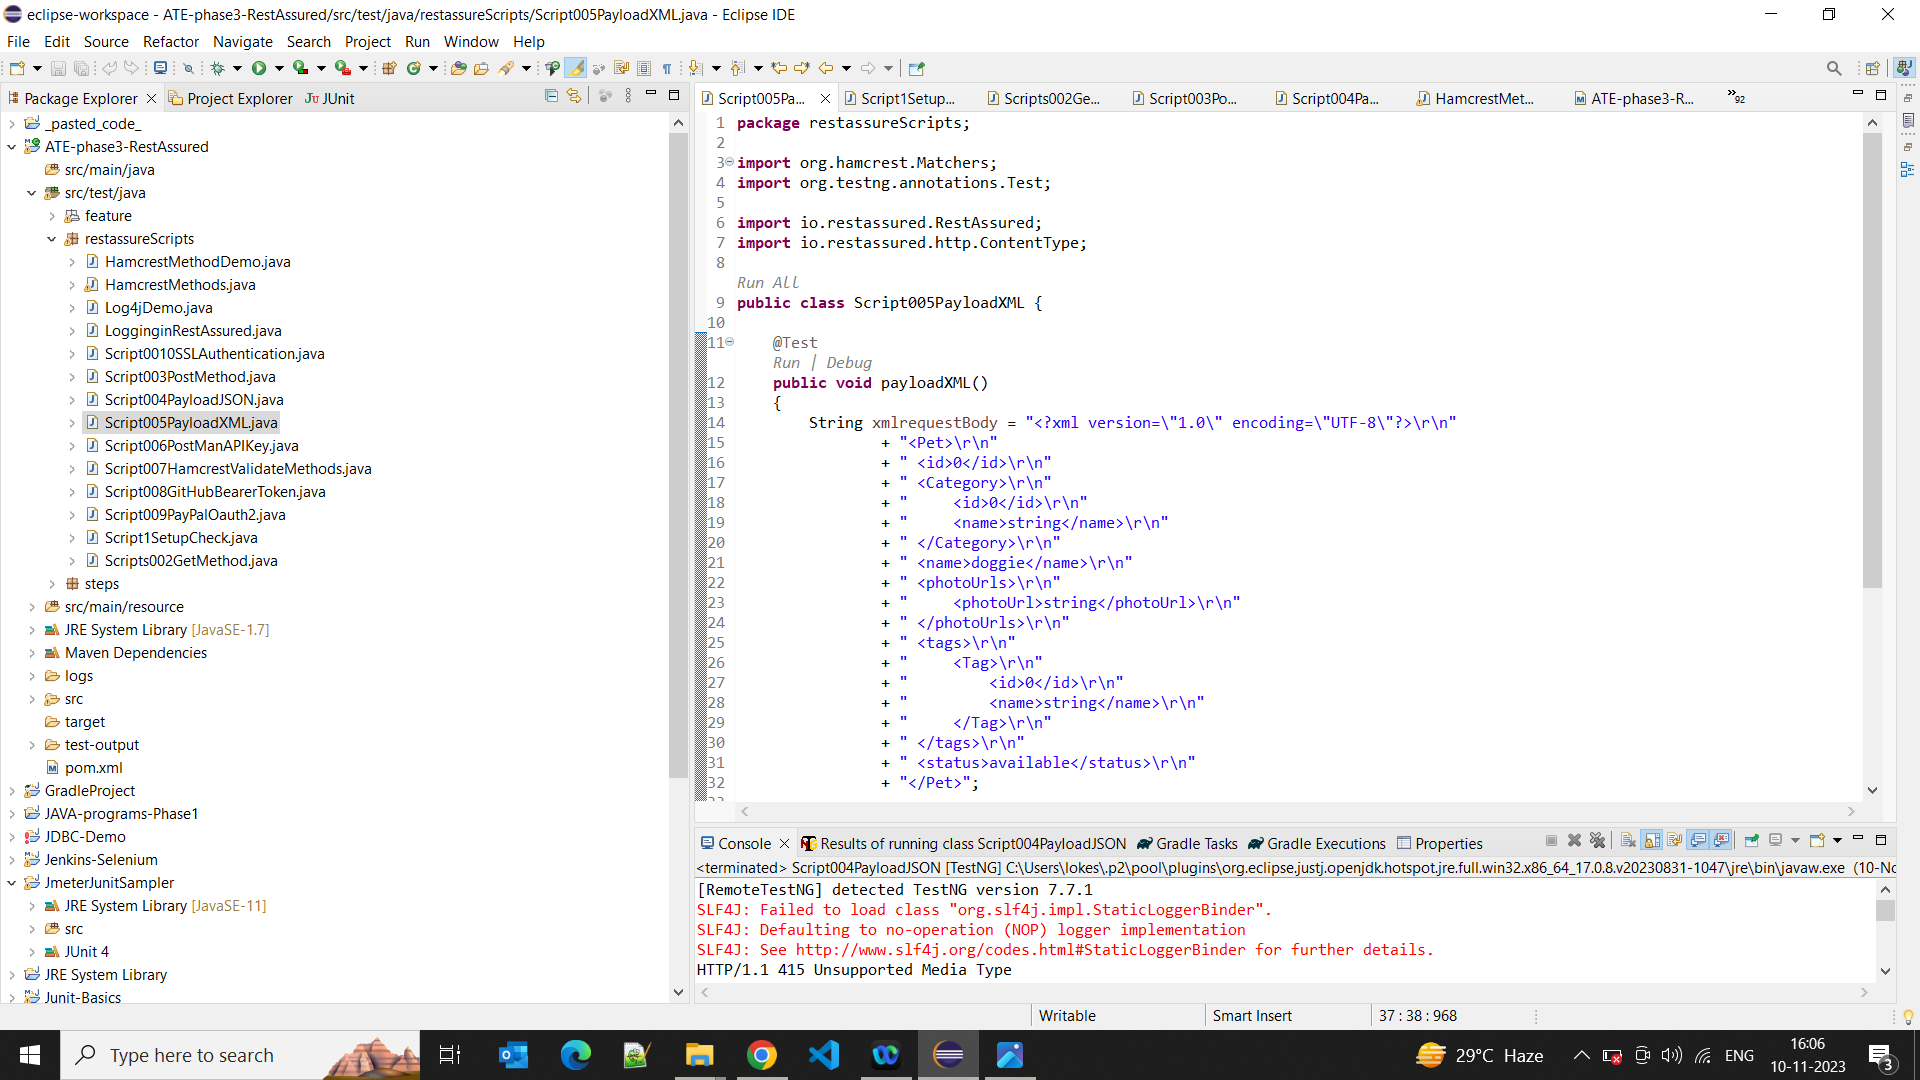 eclipse-workspace - ATE-phase3-RestAssured/src/test/java/restassureScripts/Script005PayloadXML.java - Eclipse IDE
File Edit Source Refactor Navigate Search Project Run Window Help
Package Explorer Project Explorer JUnit
_pasted_code_
ATE-phase3-RestAssured
src/main/java
src/test/java
feature
restassureScripts
HamcrestMethodDemo.java
HamcrestMethods.java
Log4jDemo.java
LogginginRestAssured.java
Script0010SSLAuthentication.java
Script003PostMethod.java
Script004PayloadJSON.java
Script005PayloadXML.java
Script006PostManAPIKey.java
Script007HamcrestValidateMethods.java
Script008GitHubBearerToken.java
Script009PayPalOauth2.java
Script1SetupCheck.java
Scripts002GetMethod.java
steps
src/main/resource
JRE System Library [JavaSE-1.7]
Maven Dependencies
logs
src
target
test-output
pom.xml
GradleProject
JAVA-programs-Phase1
JDBC-Demo
Jenkins-Selenium
JmeterJunitSampler
JRE System Library [JavaSE-11]
src
JUnit 4
JRE System Library
Junit-Basics
Script005Pa... Script1Setup... Scripts002Ge... Script003Po... Script004Pa... HamcrestMet... ATE-phase3-R... »92
1 package restassureScripts;
2
3 import org.hamcrest.Matchers;
4 import org.testng.annotations.Test;
5
6 import io.restassured.RestAssured;
7 import io.restassured.http.ContentType;
8
Run All
9 public class Script005PayloadXML {
10
11 @Test
Run | Debug
12 public void payloadXML()
13 {
14 String xmlrequestBody = "<?xml version=\"1.0\" encoding=\"UTF-8\"?>\r\n"
15 + "<Pet>\r\n"
16 + " <id>0</id>\r\n"
17 + " <Category>\r\n"
18 + "     <id>0</id>\r\n"
19 + "     <name>string</name>\r\n"
20 + " </Category>\r\n"
21 + " <name>doggie</name>\r\n"
22 + " <photoUrls>\r\n"
23 + "     <photoUrl>string</photoUrl>\r\n"
24 + " </photoUrls>\r\n"
25 + " <tags>\r\n"
26 + "     <Tag>\r\n"
27 + "         <id>0</id>\r\n"
28 + "         <name>string</name>\r\n"
29 + "     </Tag>\r\n"
30 + " </tags>\r\n"
31 + " <status>available</status>\r\n"
32 + "</Pet>";
Console Results of running class Script004PayloadJSON Gradle Tasks Gradle Executions Properties
<terminated> Script004PayloadJSON [TestNG] C:\Users\lokes\.p2\pool\plugins\org.eclipse.justj.openjdk.hotspot.jre.full.win32.x86_64_17.0.8.v20230831-1047\jre\bin\javaw.exe (10-No
[RemoteTestNG] detected TestNG version 7.7.1
SLF4J: Failed to load class "org.slf4j.impl.StaticLoggerBinder".
SLF4J: Defaulting to no-operation (NOP) logger implementation
SLF4J: See http://www.slf4j.org/codes.html#StaticLoggerBinder for further details.
HTTP/1.1 415 Unsupported Media Type
Writable Smart Insert 37 : 38 : 968
Type here to search
29°C Haze
ENG
16:06
10-11-2023
3